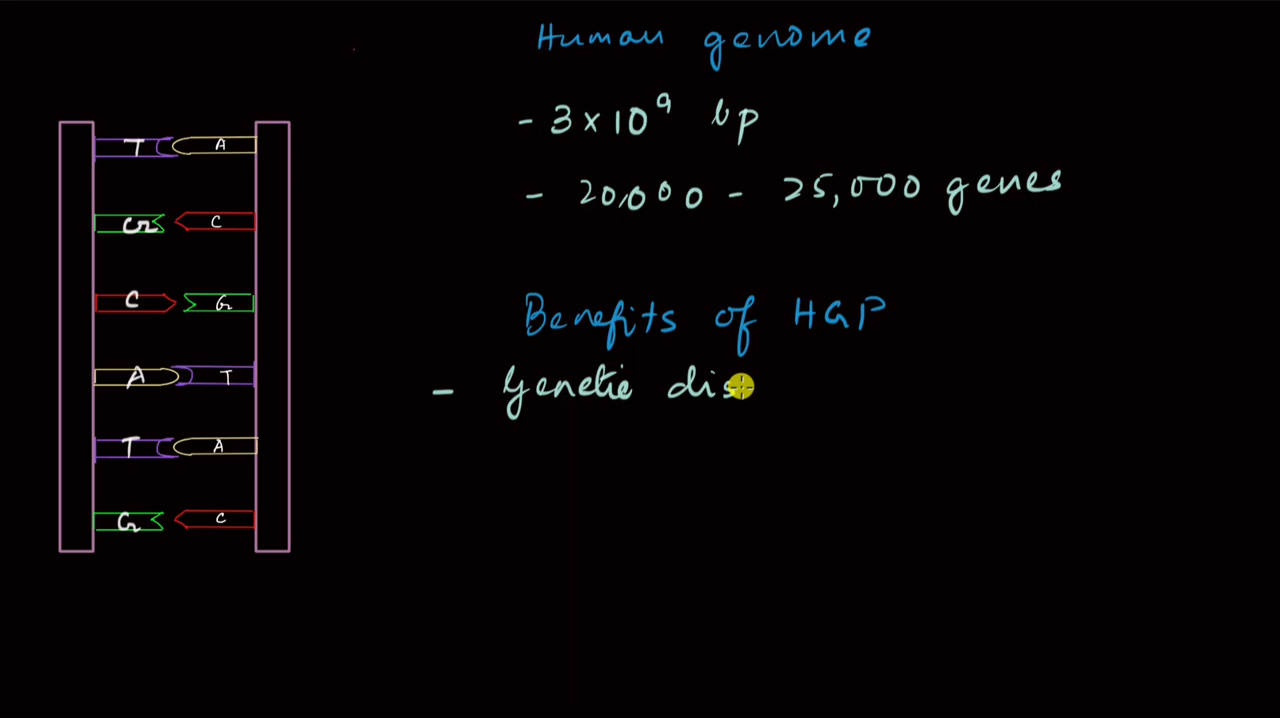 Human genome
- 3 × 10⁹ bp
- 20,000 - 25,000 genes
T A
G C
C G
A T
T A
G C
Benefits of HGP
- Genetic dis